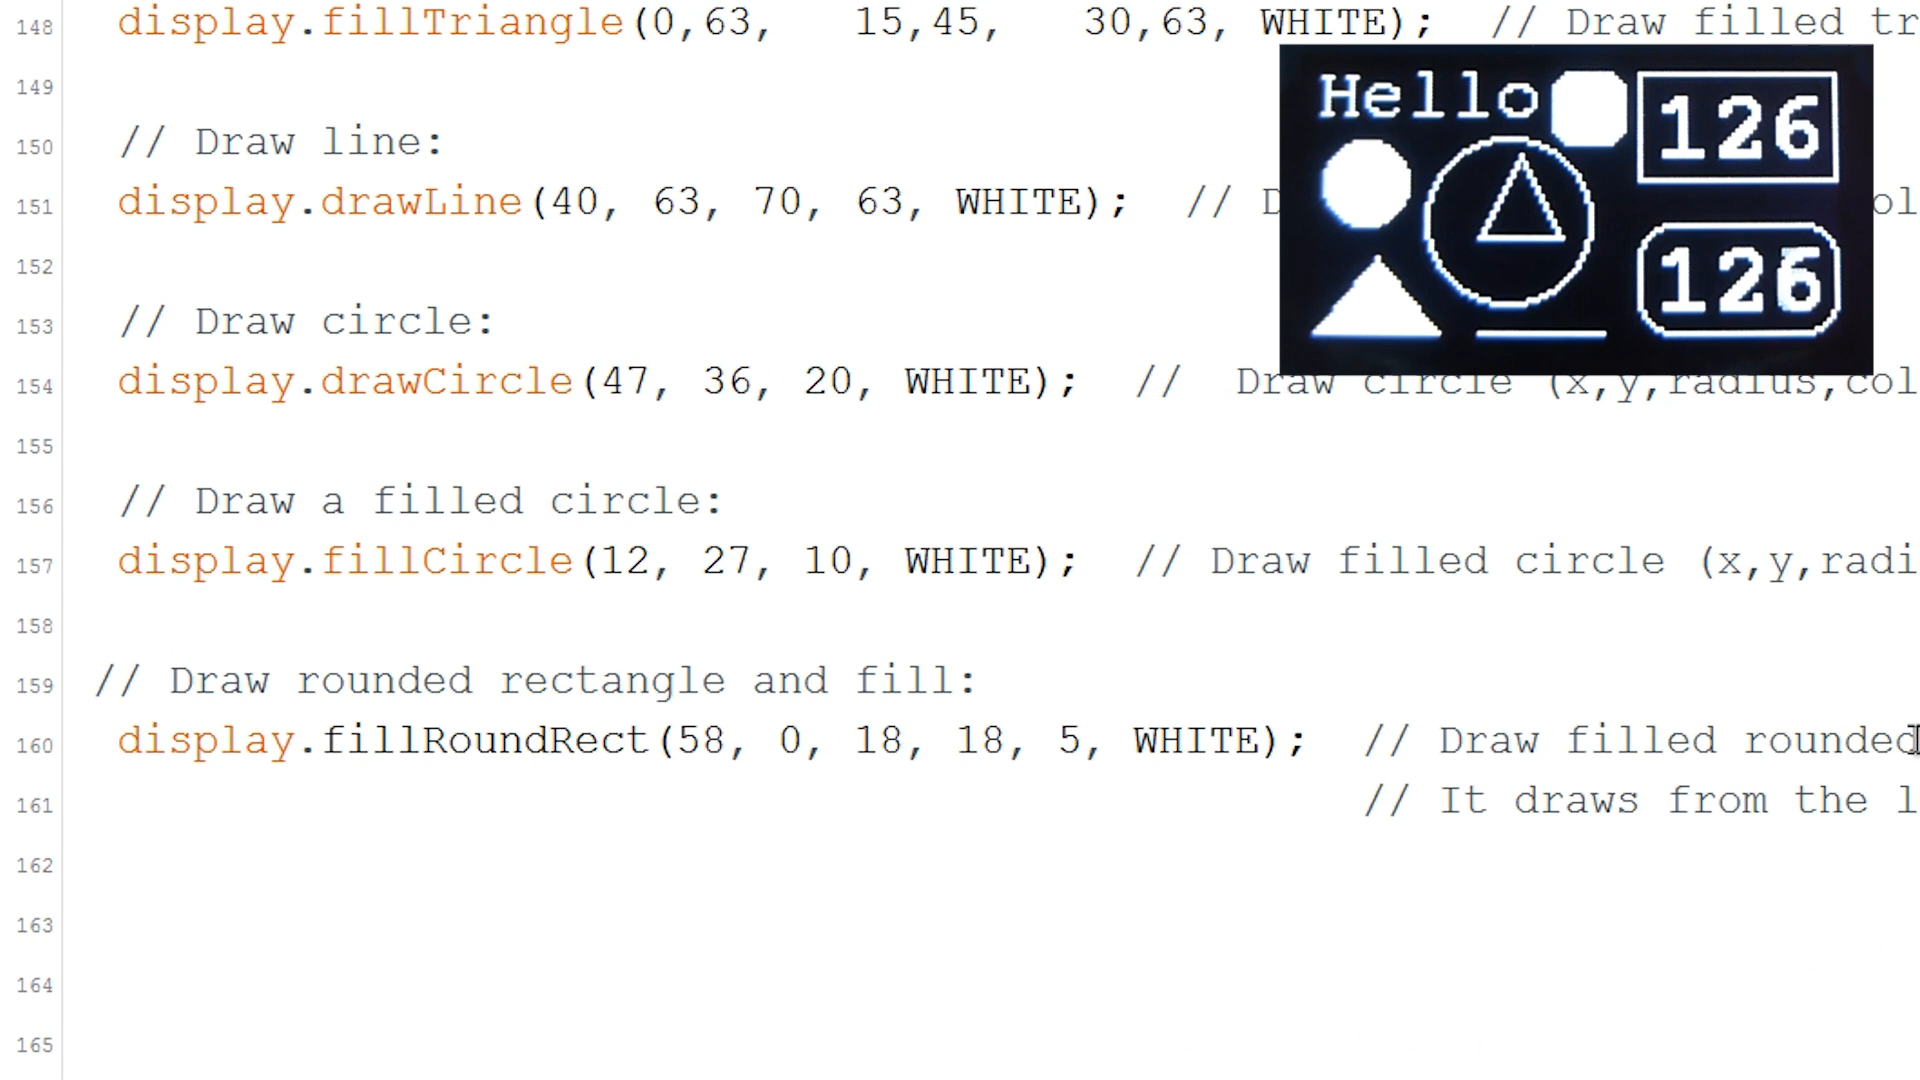 148 display.fillTriangle(0,63, 15,45, 30,63, WHITE); // Draw filled tr
149
150 // Draw line:
151 display.drawLine(40, 63, 70, 63, WHITE); // D ol
152
153 // Draw circle:
154 display.drawCircle(47, 36, 20, WHITE); // Draw circle (x,y,radius,col
155
156 // Draw a filled circle:
157 display.fillCircle(12, 27, 10, WHITE); // Draw filled circle (x,y,radi
158
159 // Draw rounded rectangle and fill:
160 display.fillRoundRect(58, 0, 18, 18, 5, WHITE); // Draw filled rounded
161 // It draws from the l
162
163
164
165
Hello
126
126